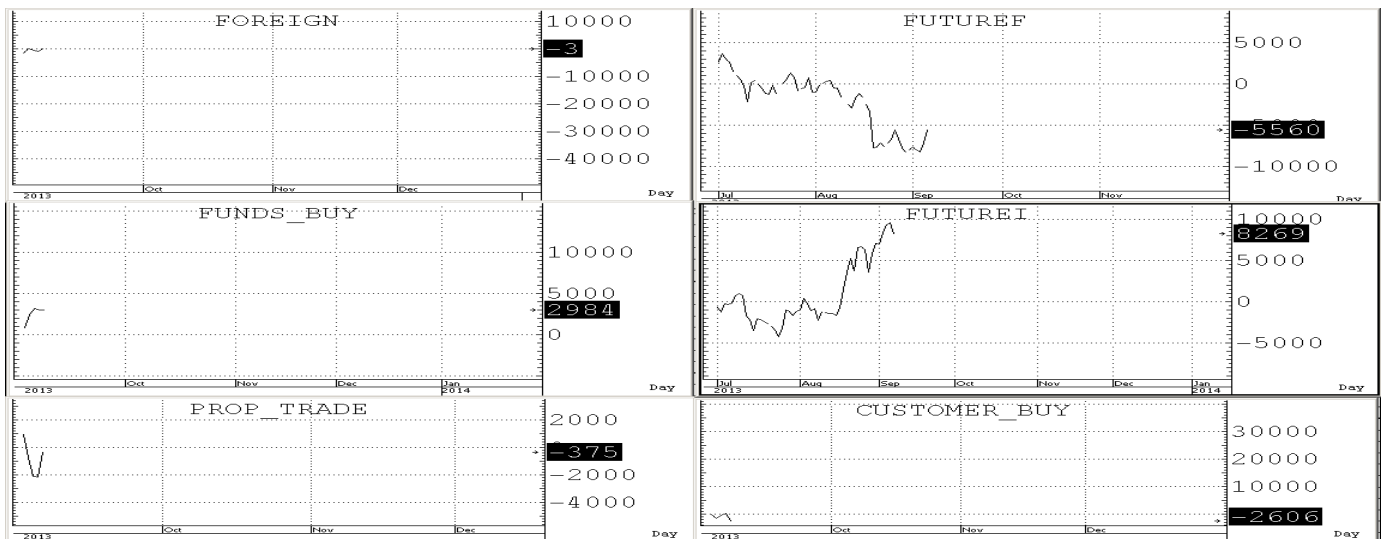 FOREIGN
10000
-3
-10000
-20000
-30000
-40000
Oct
Nov
Dec
2013
Day
FUTUREF
5000
0
-5560
-10000
Jul
Aug
Sep
Oct
Nov
Day
FUNDS_BUY
10000
5000
2984
0
Oct
Nov
Dec
Jan
2013
2014
Day
FUTUREI
10000
8269
5000
0
-5000
Jul
Aug
Sep
Oct
Nov
Dec
Jan
2013
2014
Day
PROP_TRADE
2000
-375
-2000
-4000
Oct
Nov
Dec
2013
Day
CUSTOMER_BUY
30000
20000
10000
-2606
Oct
Nov
Dec
2013
Day